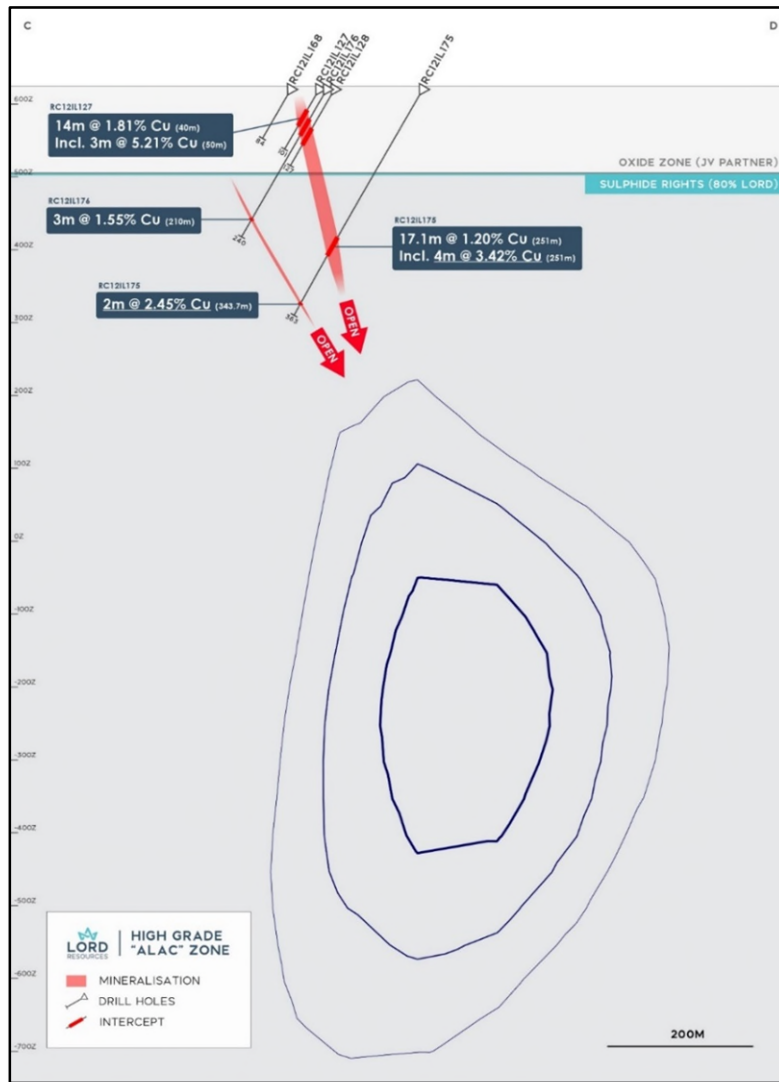 C
D
RC12IL168
RC12IL127
RC12IL176
RC12IL128
RC12IL175
600Z
RC12IL127
14m @ 1.81% Cu (40m)
Incl. 3m @ 5.21% Cu (50m)
OXIDE ZONE (JV PARTNER)
500Z
SULPHIDE RIGHTS (80% LORD)
RC12IL176
3m @ 1.55% Cu (210m)
240
RC12IL175
17.1m @ 1.20% Cu (251m)
Incl. 4m @ 3.42% Cu (251m)
400Z
RC12IL175
2m @ 2.45% Cu (343.7m)
363
300Z
OPEN
OPEN
200Z
100Z
0Z
-100Z
-200Z
-300Z
-400Z
-500Z
LORD
RESOURCES
HIGH GRADE
"ALAC" ZONE
-600Z
MINERALISATION
DRILL HOLES
INTERCEPT
200M
-700Z